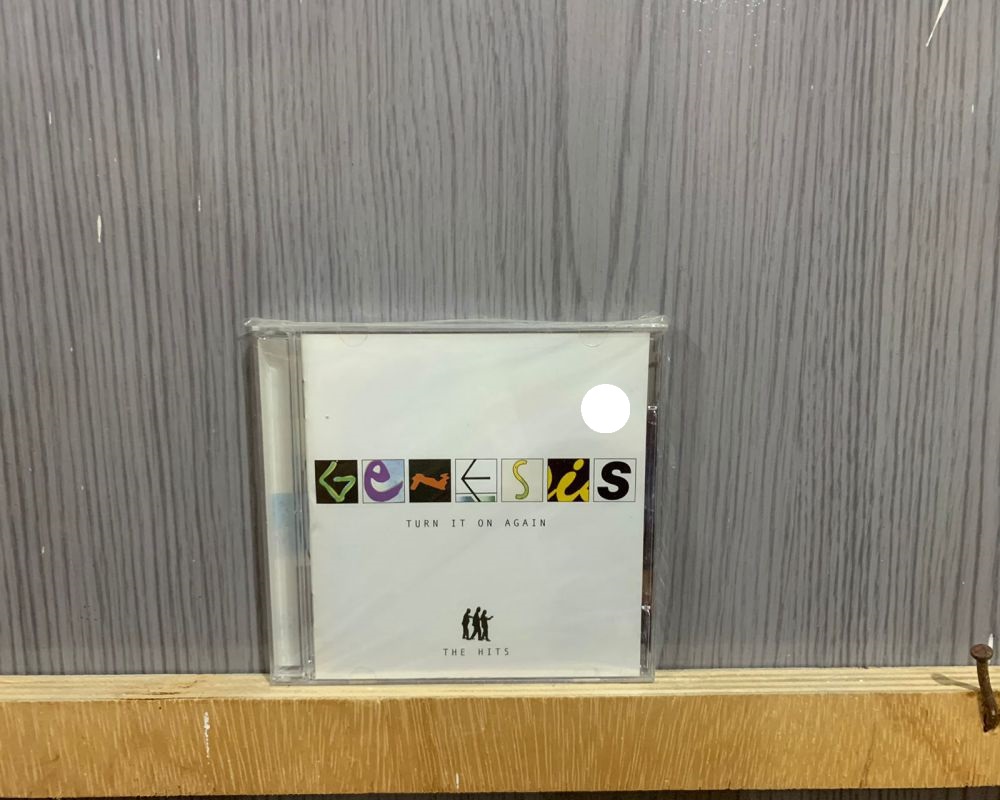 GeNESiS
TURN IT ON AGAIN
THE HITS